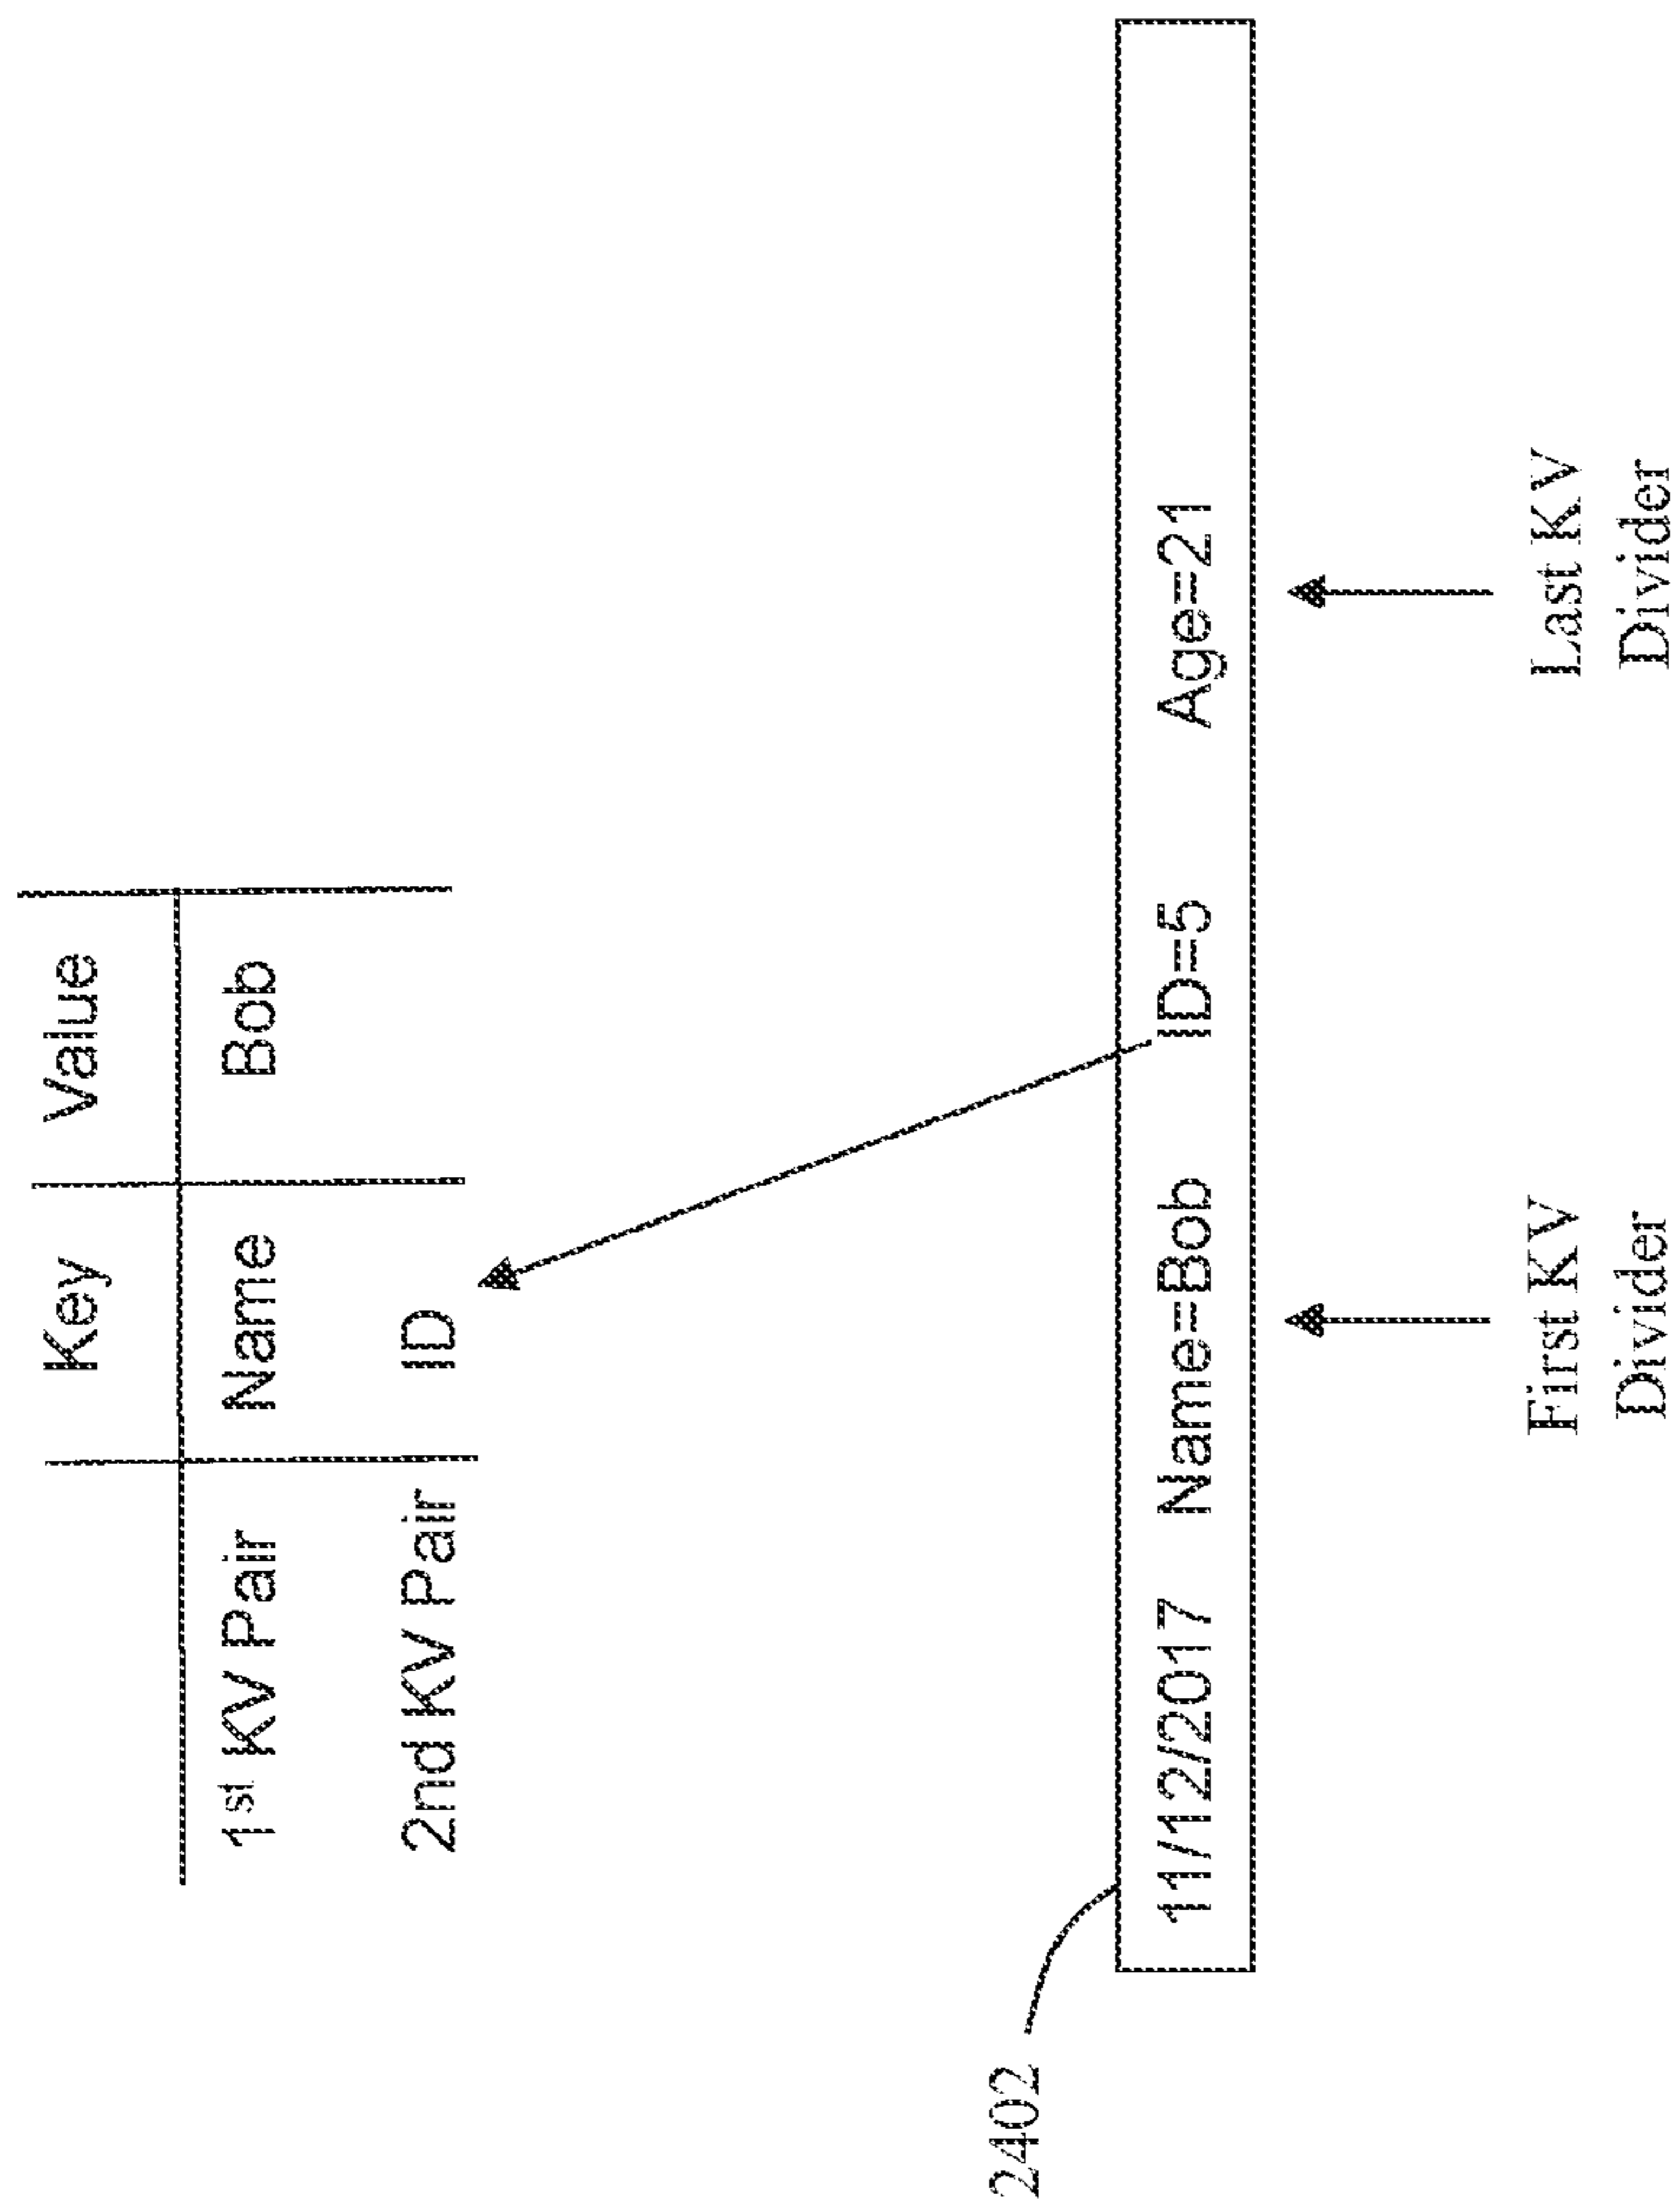 Key Value
1st KV Pair Name Bob
2nd KV Pair ID
2402
11/12/2017 Name=Bob ID=5 Age=21
First KV Last KV
Divider Divider